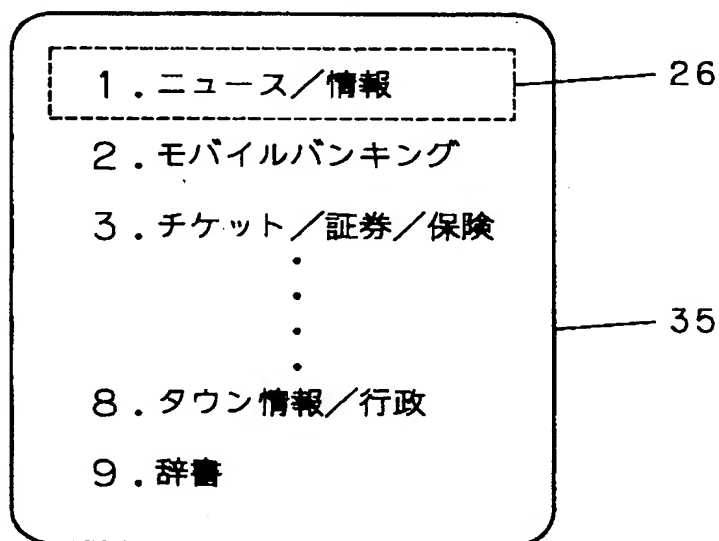 1．ニュース／情報
26
2．モバイルバンキング
3．チケット／証券／保険
・
・
・
・
35
8．タウン情報／行政
9．辞書